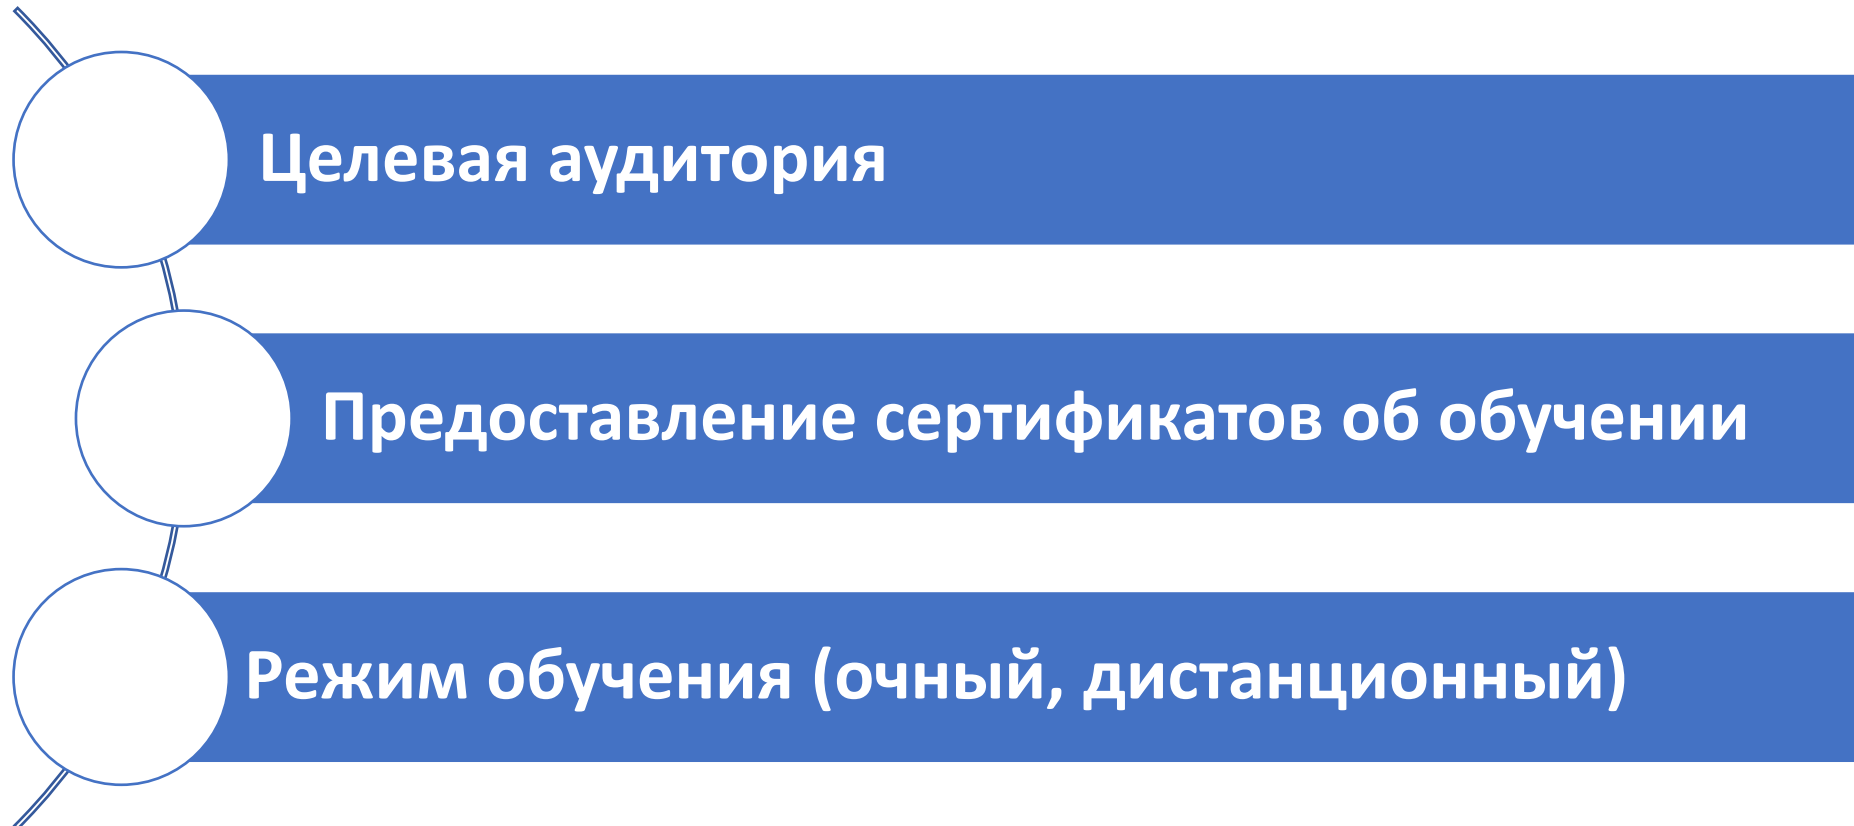 Целевая аудитория
Предоставление сертификатов об обучении
Режим обучения (очный, дистанционный)